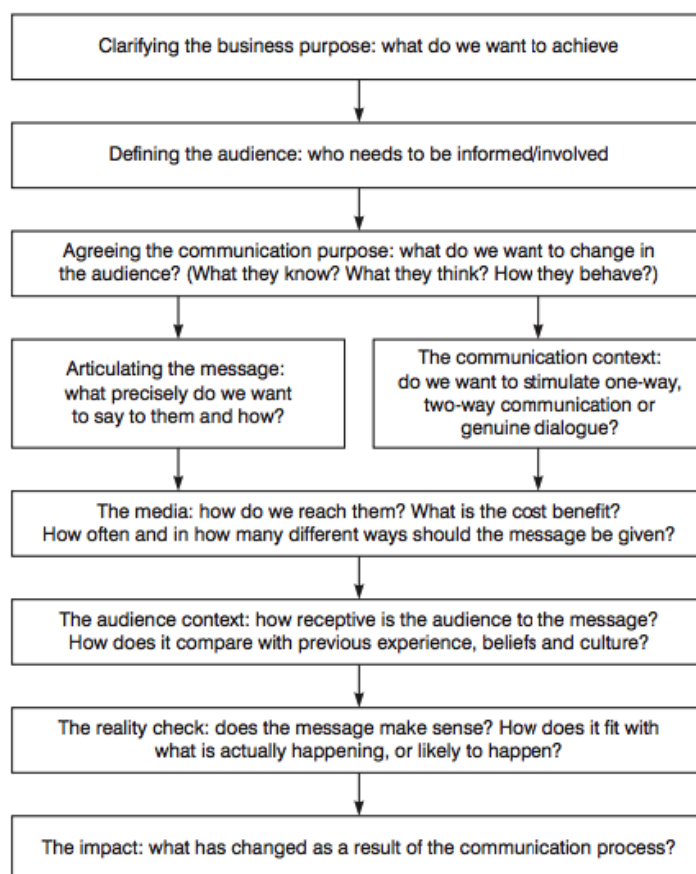 Clarifying the business purpose: what do we want to achieve
Defining the audience: who needs to be informed/involved
Agreeing the communication purpose: what do we want to change in
the audience? (What they know? What they think? How they behave?)
Articulating the message:
what precisely do we want
to say to them and how?
The communication context:
do we want to stimulate one-way,
two-way communication or
genuine dialogue?
The media: how do we reach them? What is the cost benefit?
How often and in how many different ways should the message be given?
The audience context: how receptive is the audience to the message?
How does it compare with previous experience, beliefs and culture?
The reality check: does the message make sense? How does it fit with
what is actually happening, or likely to happen?
The impact: what has changed as a result of the communication process?